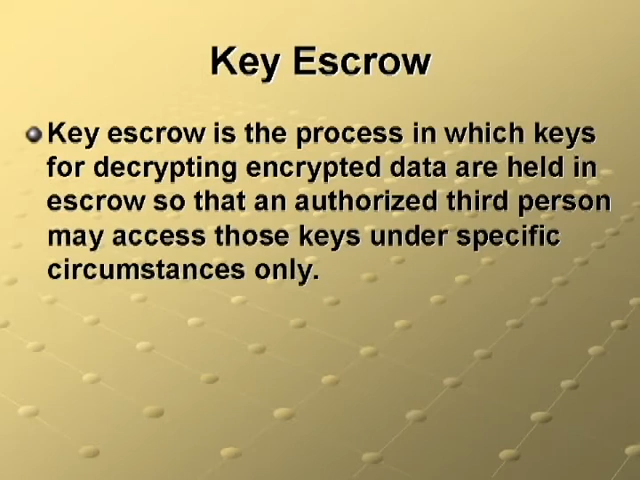 Key Escrow
Key escrow is the process in which keys
for decrypting encrypted data are held in
escrow so that an authorized third person
may access those keys under specific
circumstances only.